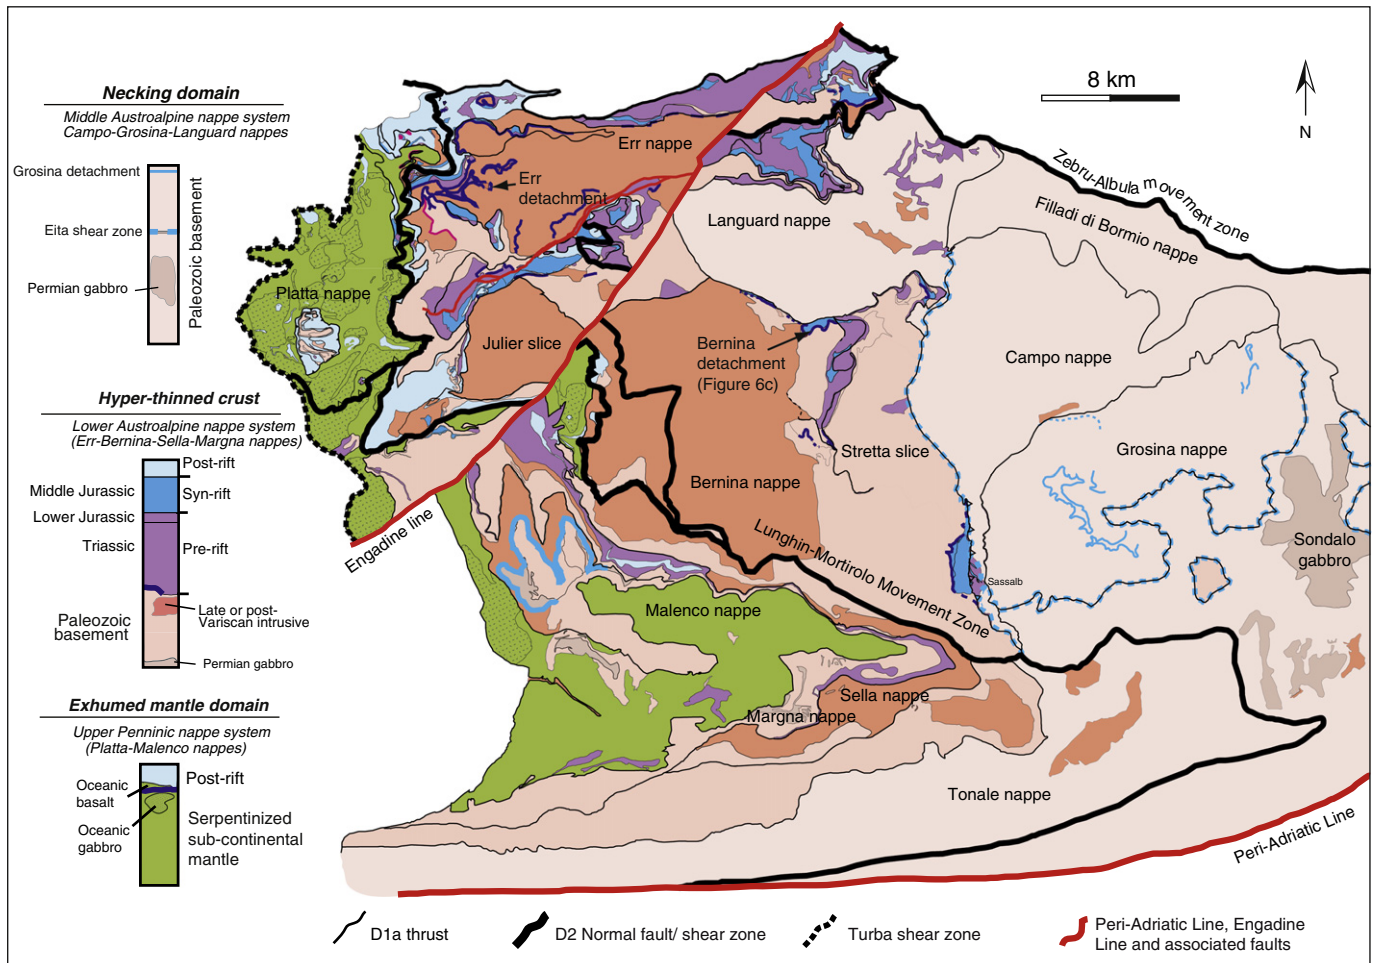 Necking domain
Middle Austroalpine nappe system
Campo-Grosina-Languard nappes
Grosina detachment
Eita shear zone
Permian gabbro
Paleozoic basement
Hyper-thinned crust
Lower Austroalpine nappe system
(Err-Bernina-Sella-Margna nappes)
Post-rift
Middle Jurassic
Syn-rift
Lower Jurassic
Triassic
Pre-rift
Late or post-
Variscan intrusive
Paleozoic
basement
Permian gabbro
Exhumed mantle domain
Upper Penninic nappe system
(Platta-Malenco nappes)
Post-rift
Oceanic
basalt
Oceanic
gabbro
Serpentinized
sub-continental
mantle
8 km
N
Err nappe
Err
detachment
Zebru-Albula movement zone
Filladi di Bormio nappe
Languard nappe
Platta nappe
Julier slice
Bernina
detachment
(Figure 6c)
Campo nappe
Grosina nappe
Stretta slice
Bernina nappe
Engadine line
Lunghin-Mortirolo Movement Zone
Sondalo
gabbro
Sassalb
Malenco nappe
Sella nappe
Margna nappe
Tonale nappe
Peri-Adriatic Line
D1a thrust
D2 Normal fault/ shear zone
Turba shear zone
Peri-Adriatic Line, Engadine
Line and associated faults